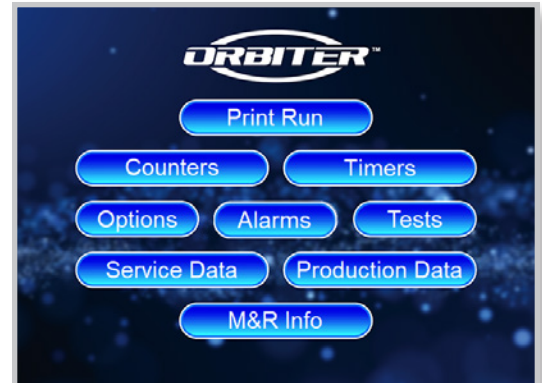 ORBITER™
Print Run
Counters Timers
Options Alarms Tests
Service Data Production Data
M&R Info